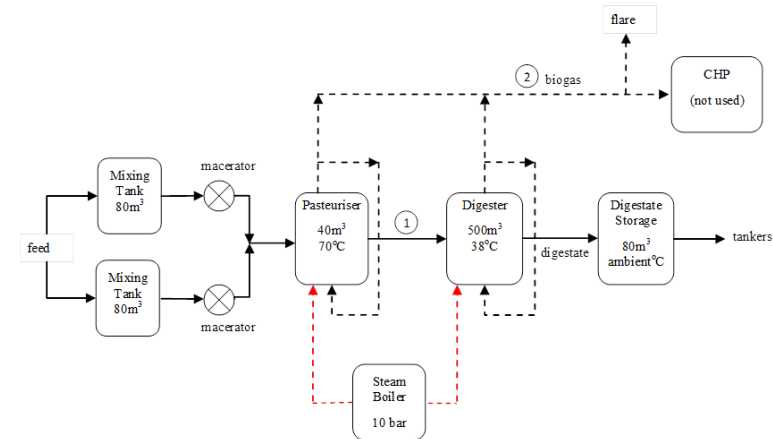 flare
2
biogas
CHP
(not used)
Mixing
Tank
80m³
macerator
feed
Mixing
Tank
80m³
macerator
Pasteuriser
40m³
70°C
1
Digester
500m³
38°C
digestate
Digestate
Storage
80m³
ambient°C
tankers
Steam
Boiler
10 bar